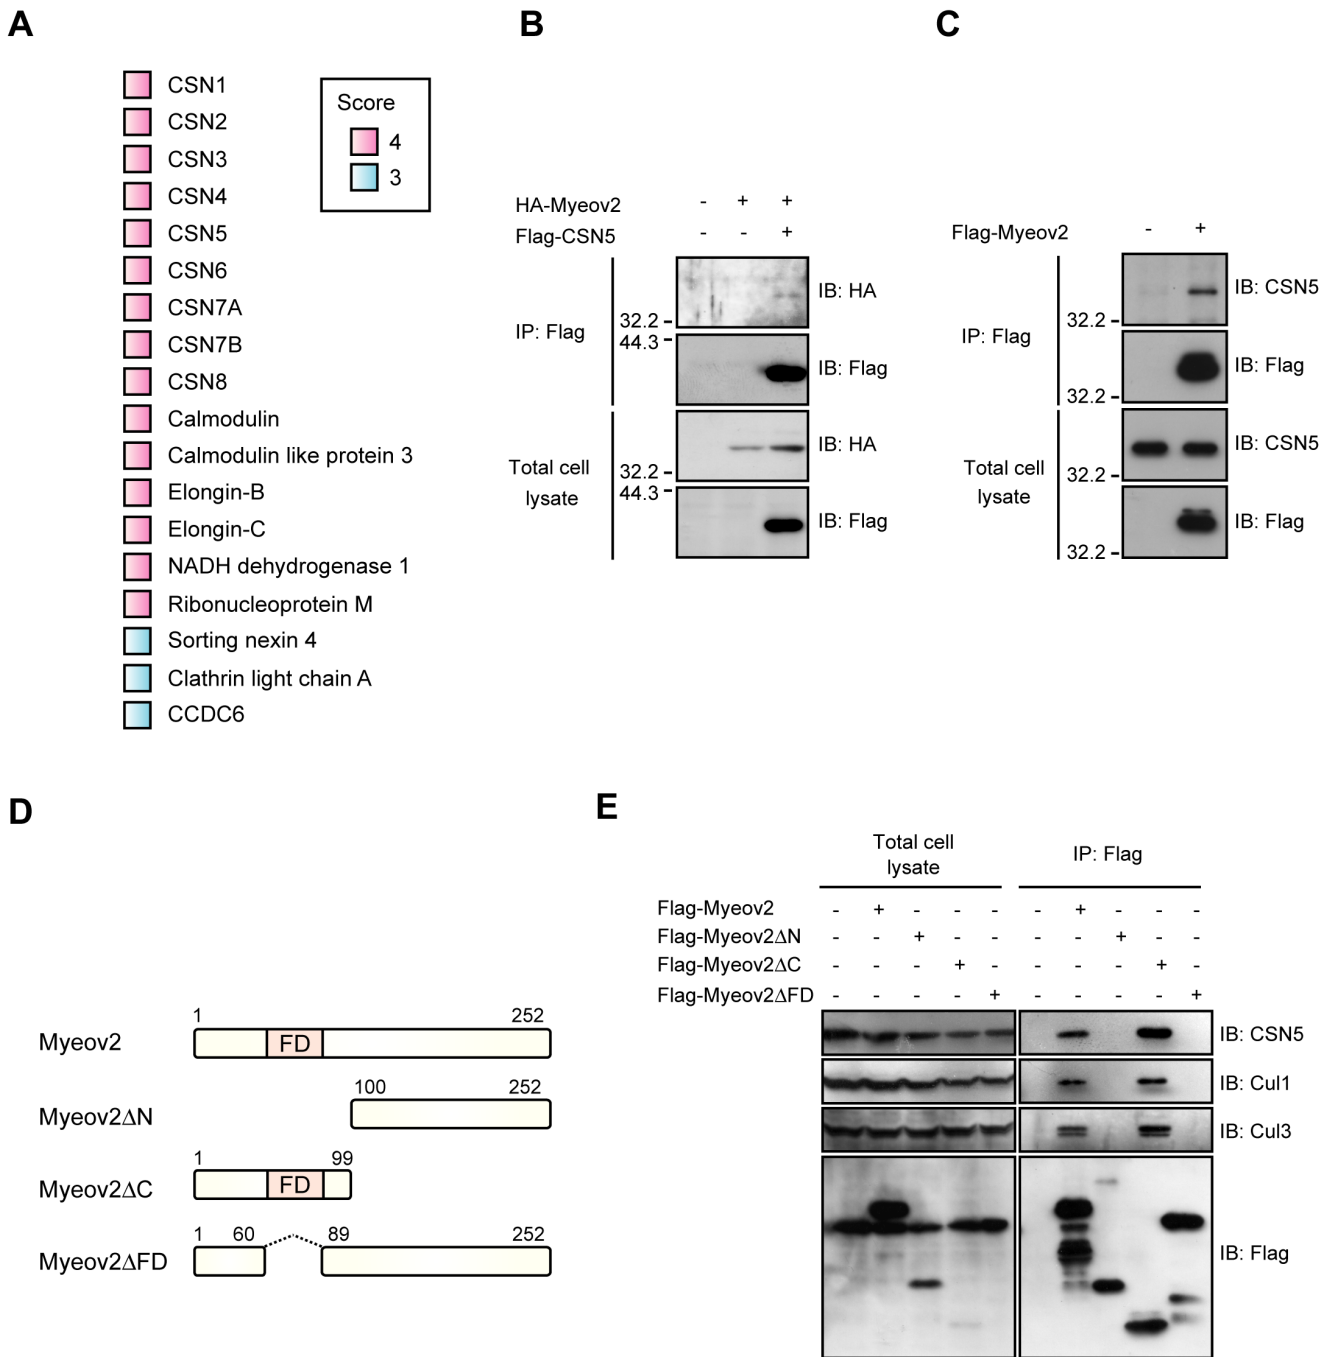 A
CSN1
CSN2
CSN3
CSN4
CSN5
CSN6
CSN7A
CSN7B
CSN8
Calmodulin
Calmodulin like protein 3
Elongin-B
Elongin-C
NADH dehydrogenase 1
Ribonucleoprotein M
Sorting nexin 4
Clathrin light chain A
CCDC6
Score
4
3
B
HA-Myeov2 - + +
Flag-CSN5 - - +
IP: Flag
32.2
44.3
IB: HA
IB: Flag
Total cell
lysate
32.2
44.3
IB: HA
IB: Flag
C
Flag-Myeov2 - +
IP: Flag
32.2
32.2
IB: CSN5
IB: Flag
Total cell
lysate
32.2
32.2
IB: CSN5
IB: Flag
D
Myeov2 1 FD 252
Myeov2ΔN 100 252
Myeov2ΔC 1 FD 99
Myeov2ΔFD 1 60 89 252
E
Total cell
lysate
IP: Flag
Flag-Myeov2 - + - - - - + - - -
Flag-Myeov2ΔN - - + - - - - + - -
Flag-Myeov2ΔC - - - + - - - - + -
Flag-Myeov2ΔFD - - - - + - - - - +
IB: CSN5
IB: Cul1
IB: Cul3
IB: Flag